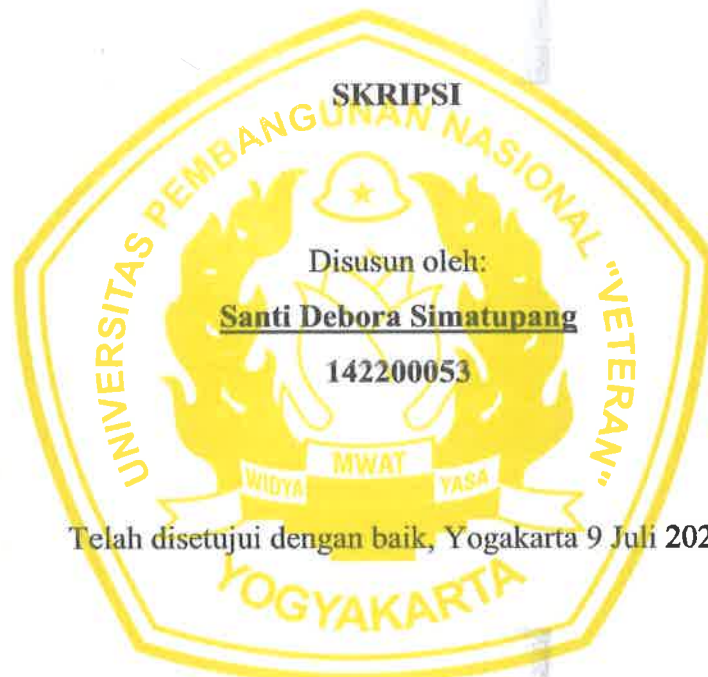 SKRIPSI
UNIVERSITAS PEMBANGUNAN NASIONAL "VETERAN"
Disusun oleh:
Santi Debora Simatupang
142200053
WIDYA MWAT YASA
Telah disetujui dengan baik, Yogakarta 9 Juli 202
YOGYAKARTA